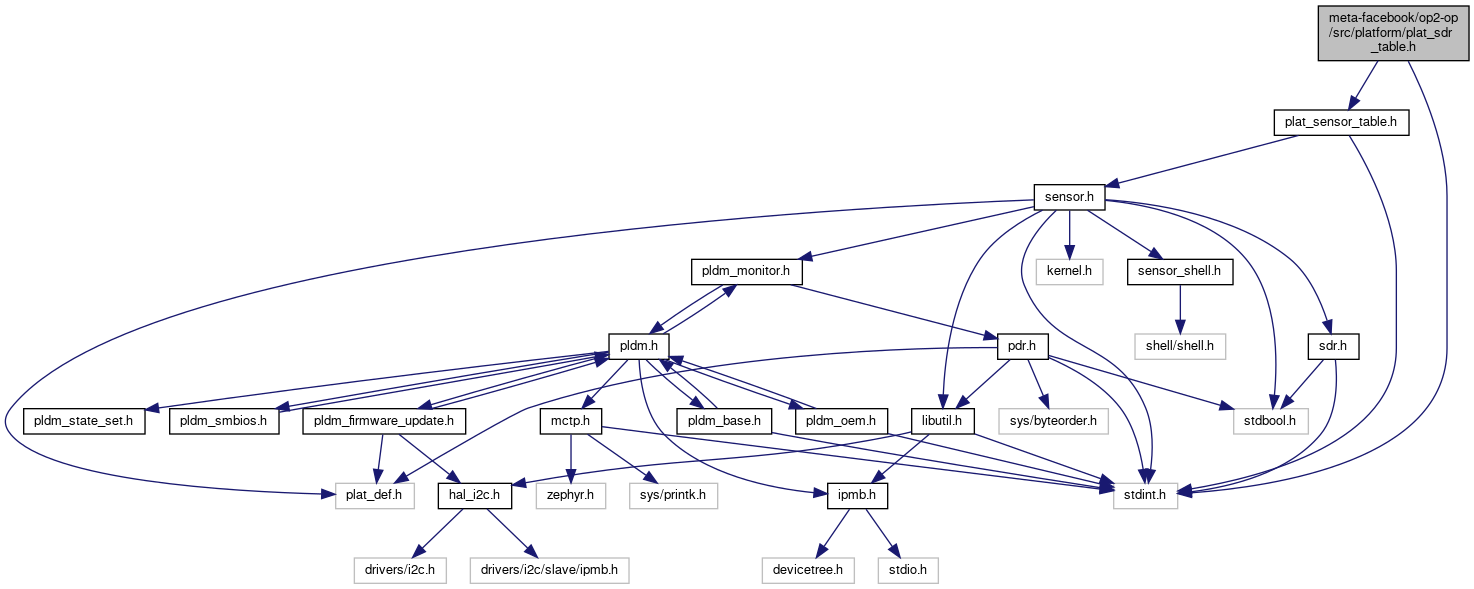 meta-facebook/op2-op
/src/platform/plat_sdr
_table.h
plat_sensor_table.h
sensor.h
pldm_monitor.h
kernel.h
sensor_shell.h
pldm.h
pdr.h
shell/shell.h
sdr.h
pldm_state_set.h
pldm_smbios.h
pldm_firmware_update.h
mctp.h
pldm_base.h
pldm_oem.h
libutil.h
sys/byteorder.h
stdbool.h
plat_def.h
hal_i2c.h
zephyr.h
sys/printk.h
ipmb.h
stdint.h
drivers/i2c.h
drivers/i2c/slave/ipmb.h
devicetree.h
stdio.h